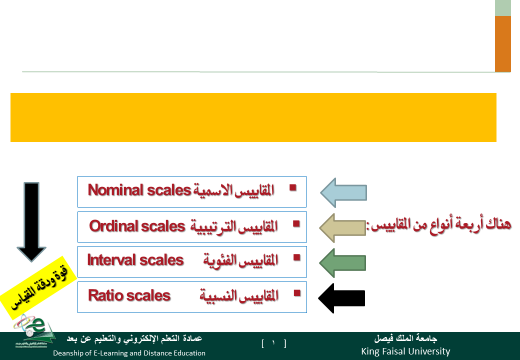 هناك أربعة أنواع من المقاييس :
▪ المقاييس الاسمية Nominal scales
▪ المقاييس الترتيبية Ordinal scales
▪ المقاييس الفئوية Interval scales
▪ المقاييس النسبية Ratio scales
قوة ودقة المقياس
جامعة الملك فيصل
King Faisal University
[ ١ ]
عمادة التعلم الإلكتروني والتعليم عن بعد
Deanship of E-Learning and Distance Education